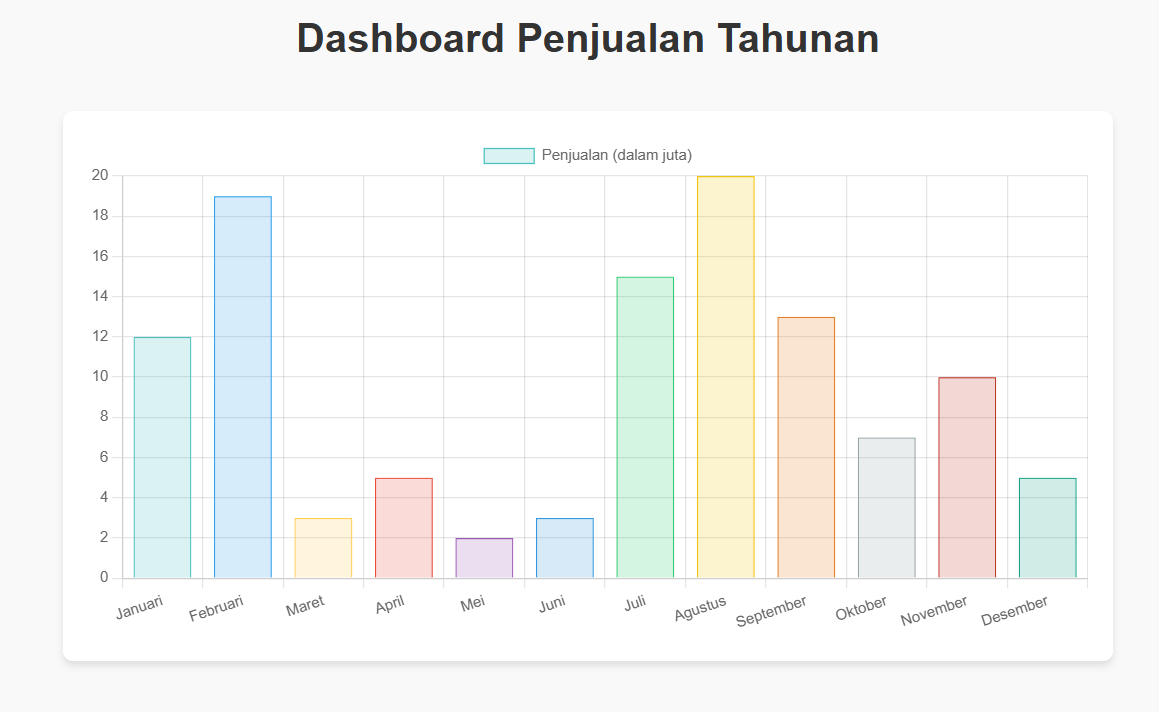 Dashboard Penjualan Tahunan
Penjualan (dalam juta)
20
18
16
14
12
10
8
6
4
2
0
Januari
Februari
Maret
April
Mei
Juni
Juli
Agustus
September
Oktober
November
Desember